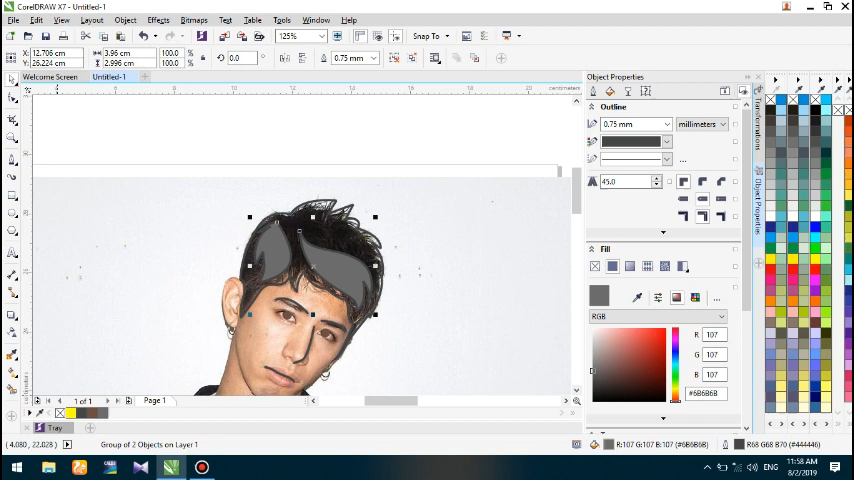 CorelDRAW X7 - Untitled-1
File Edit View Layout Object Effects Bitmaps Text Table Tools Window Help
125% Snap To
X: 12.706 cm 3.96 cm 100.0 %
Y: 26.224 cm 2.996 cm 100.0 % 0.0 0.75 mm
Welcome Screen Untitled-1
centimeters
Object Properties
Outline
0.75 mm millimeters
...
45.0
Fill
...
RGB
R 107
G 107
B 107
#6B6B6B
Transformations
Object Properties
1 of 1 Page 1
Tray
( 4.080, 22.028 ) Group of 2 Objects on Layer 1 R:107 G:107 B:107 (#6B6B6B) R68 G68 B70 (#444446)
ENG 11:58 AM
8/2/2019